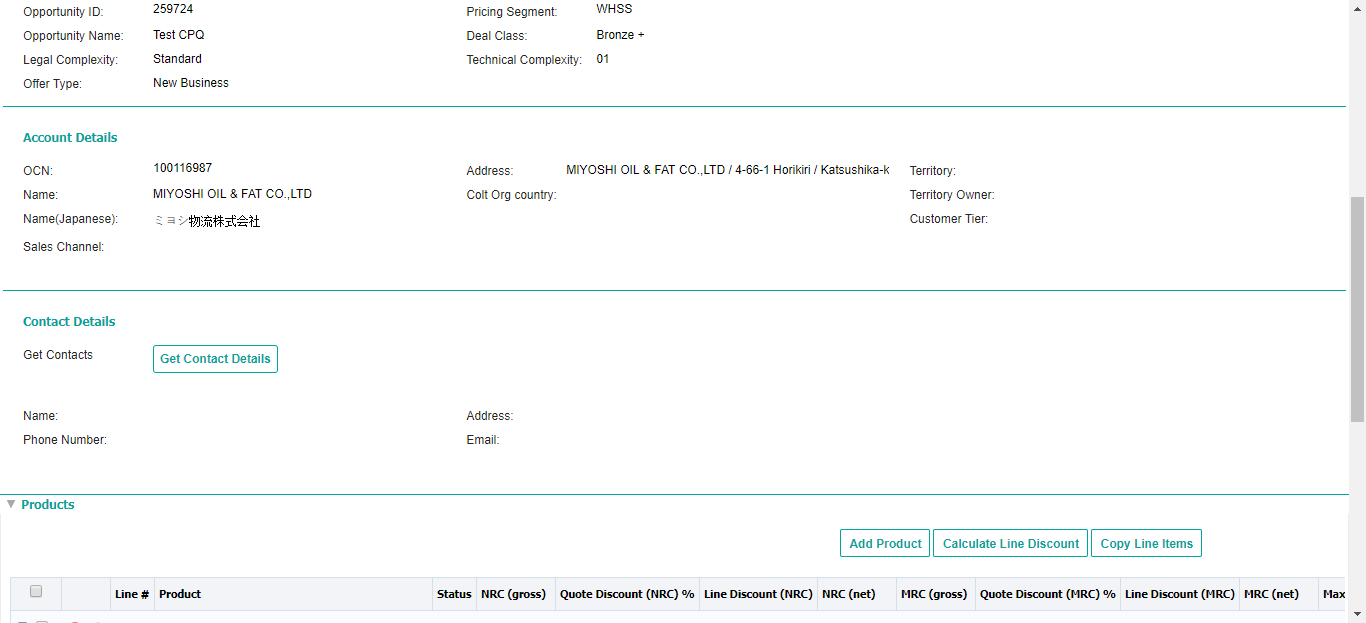 Opportunity ID: 259724 Pricing Segment: WHSS
Opportunity Name: Test CPQ Deal Class: Bronze +
Legal Complexity: Standard Technical Complexity: 01
Offer Type: New Business
Account Details
OCN: 100116987 Address: MIYOSHI OIL & FAT CO.,LTD / 4-66-1 Horikiri / Katsushika-k Territory:
Name: MIYOSHI OIL & FAT CO.,LTD Colt Org country: Territory Owner:
Name(Japanese): ミヨシ物流株式会社 Customer Tier:
Sales Channel:
Contact Details
Get Contacts Get Contact Details
Name: Address:
Phone Number: Email:
Products
Add Product Calculate Line Discount Copy Line Items
Line # Product Status NRC (gross) Quote Discount (NRC) % Line Discount (NRC) NRC (net) MRC (gross) Quote Discount (MRC) % Line Discount (MRC) MRC (net) Max